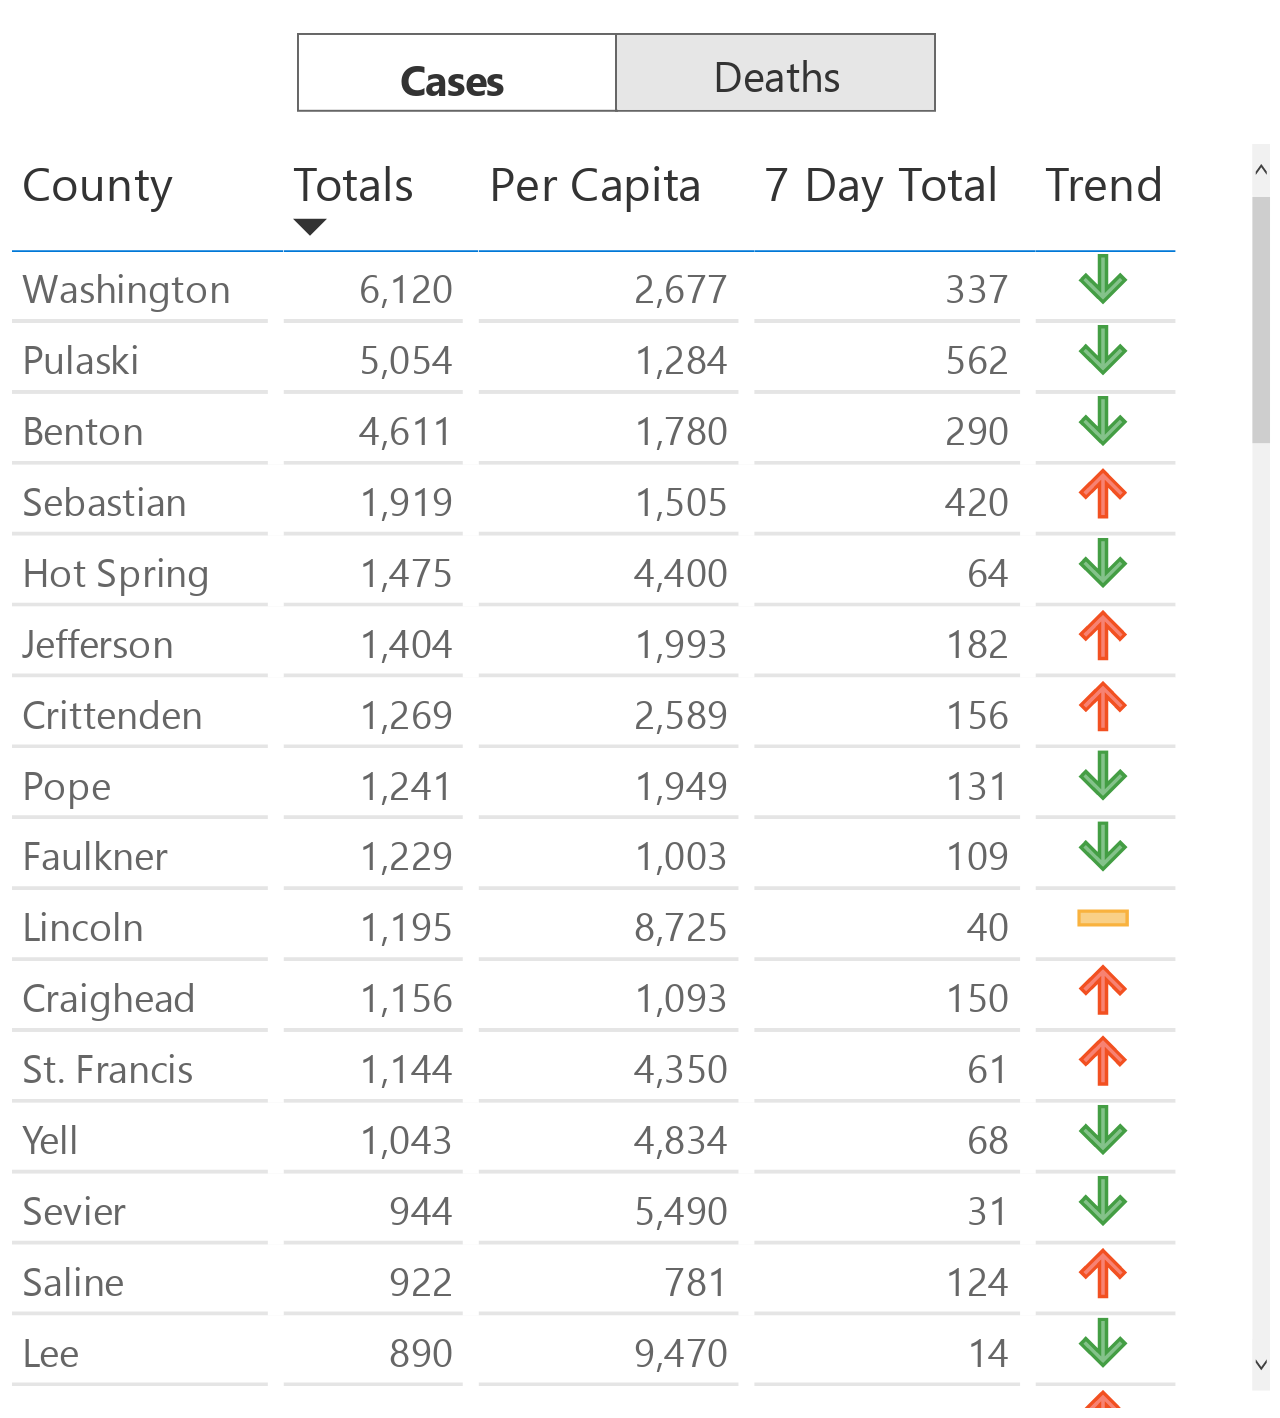 Cases Deaths
County Totals Per Capita 7 Day Total Trend
Washington 6,120 2,677 337
Pulaski 5,054 1,284 562
Benton 4,611 1,780 290
Sebastian 1,919 1,505 420
Hot Spring 1,475 4,400 64
Jefferson 1,404 1,993 182
Crittenden 1,269 2,589 156
Pope 1,241 1,949 131
Faulkner 1,229 1,003 109
Lincoln 1,195 8,725 40
Craighead 1,156 1,093 150
St. Francis 1,144 4,350 61
Yell 1,043 4,834 68
Sevier 944 5,490 31
Saline 922 781 124
Lee 890 9,470 14